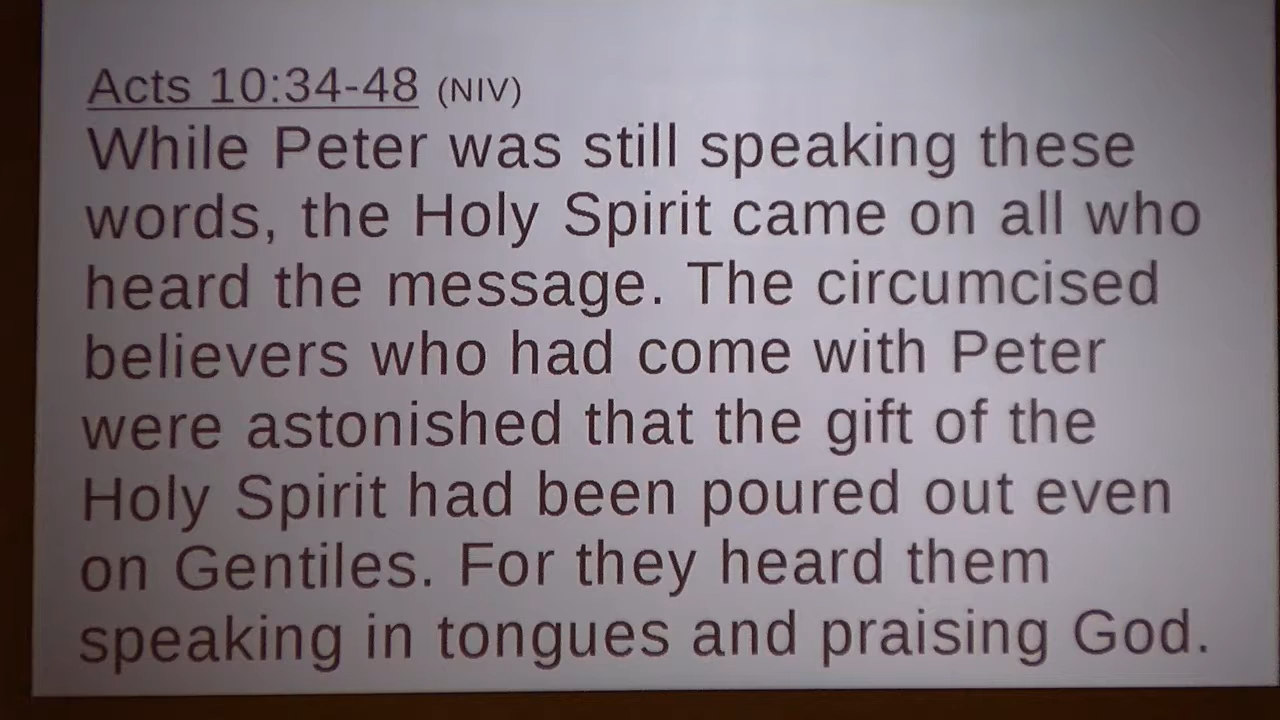 Acts 10:34-48 (NIV)
While Peter was still speaking these
words, the Holy Spirit came on all who
heard the message. The circumcised
believers who had come with Peter
were astonished that the gift of the
Holy Spirit had been poured out even
on Gentiles. For they heard them
speaking in tongues and praising God.